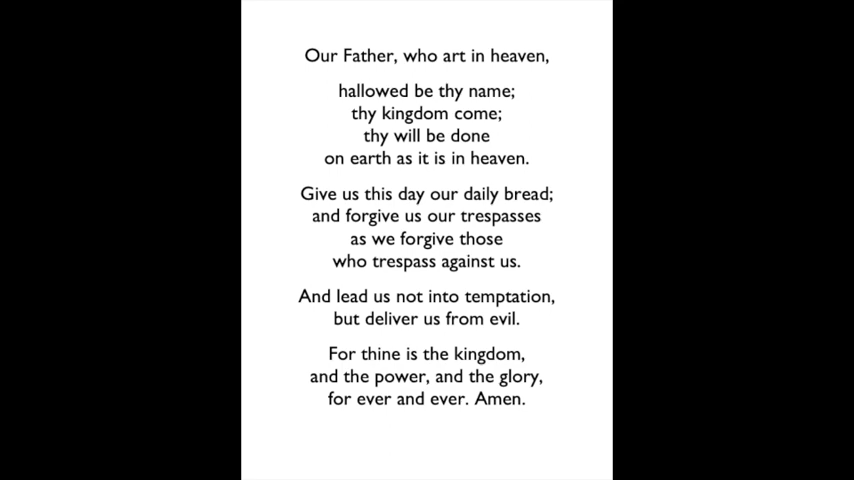 Our Father, who art in heaven,
hallowed be thy name;
thy kingdom come;
thy will be done
on earth as it is in heaven.
Give us this day our daily bread;
and forgive us our trespasses
as we forgive those
who trespass against us.
And lead us not into temptation,
but deliver us from evil.
For thine is the kingdom,
and the power, and the glory,
for ever and ever. Amen.